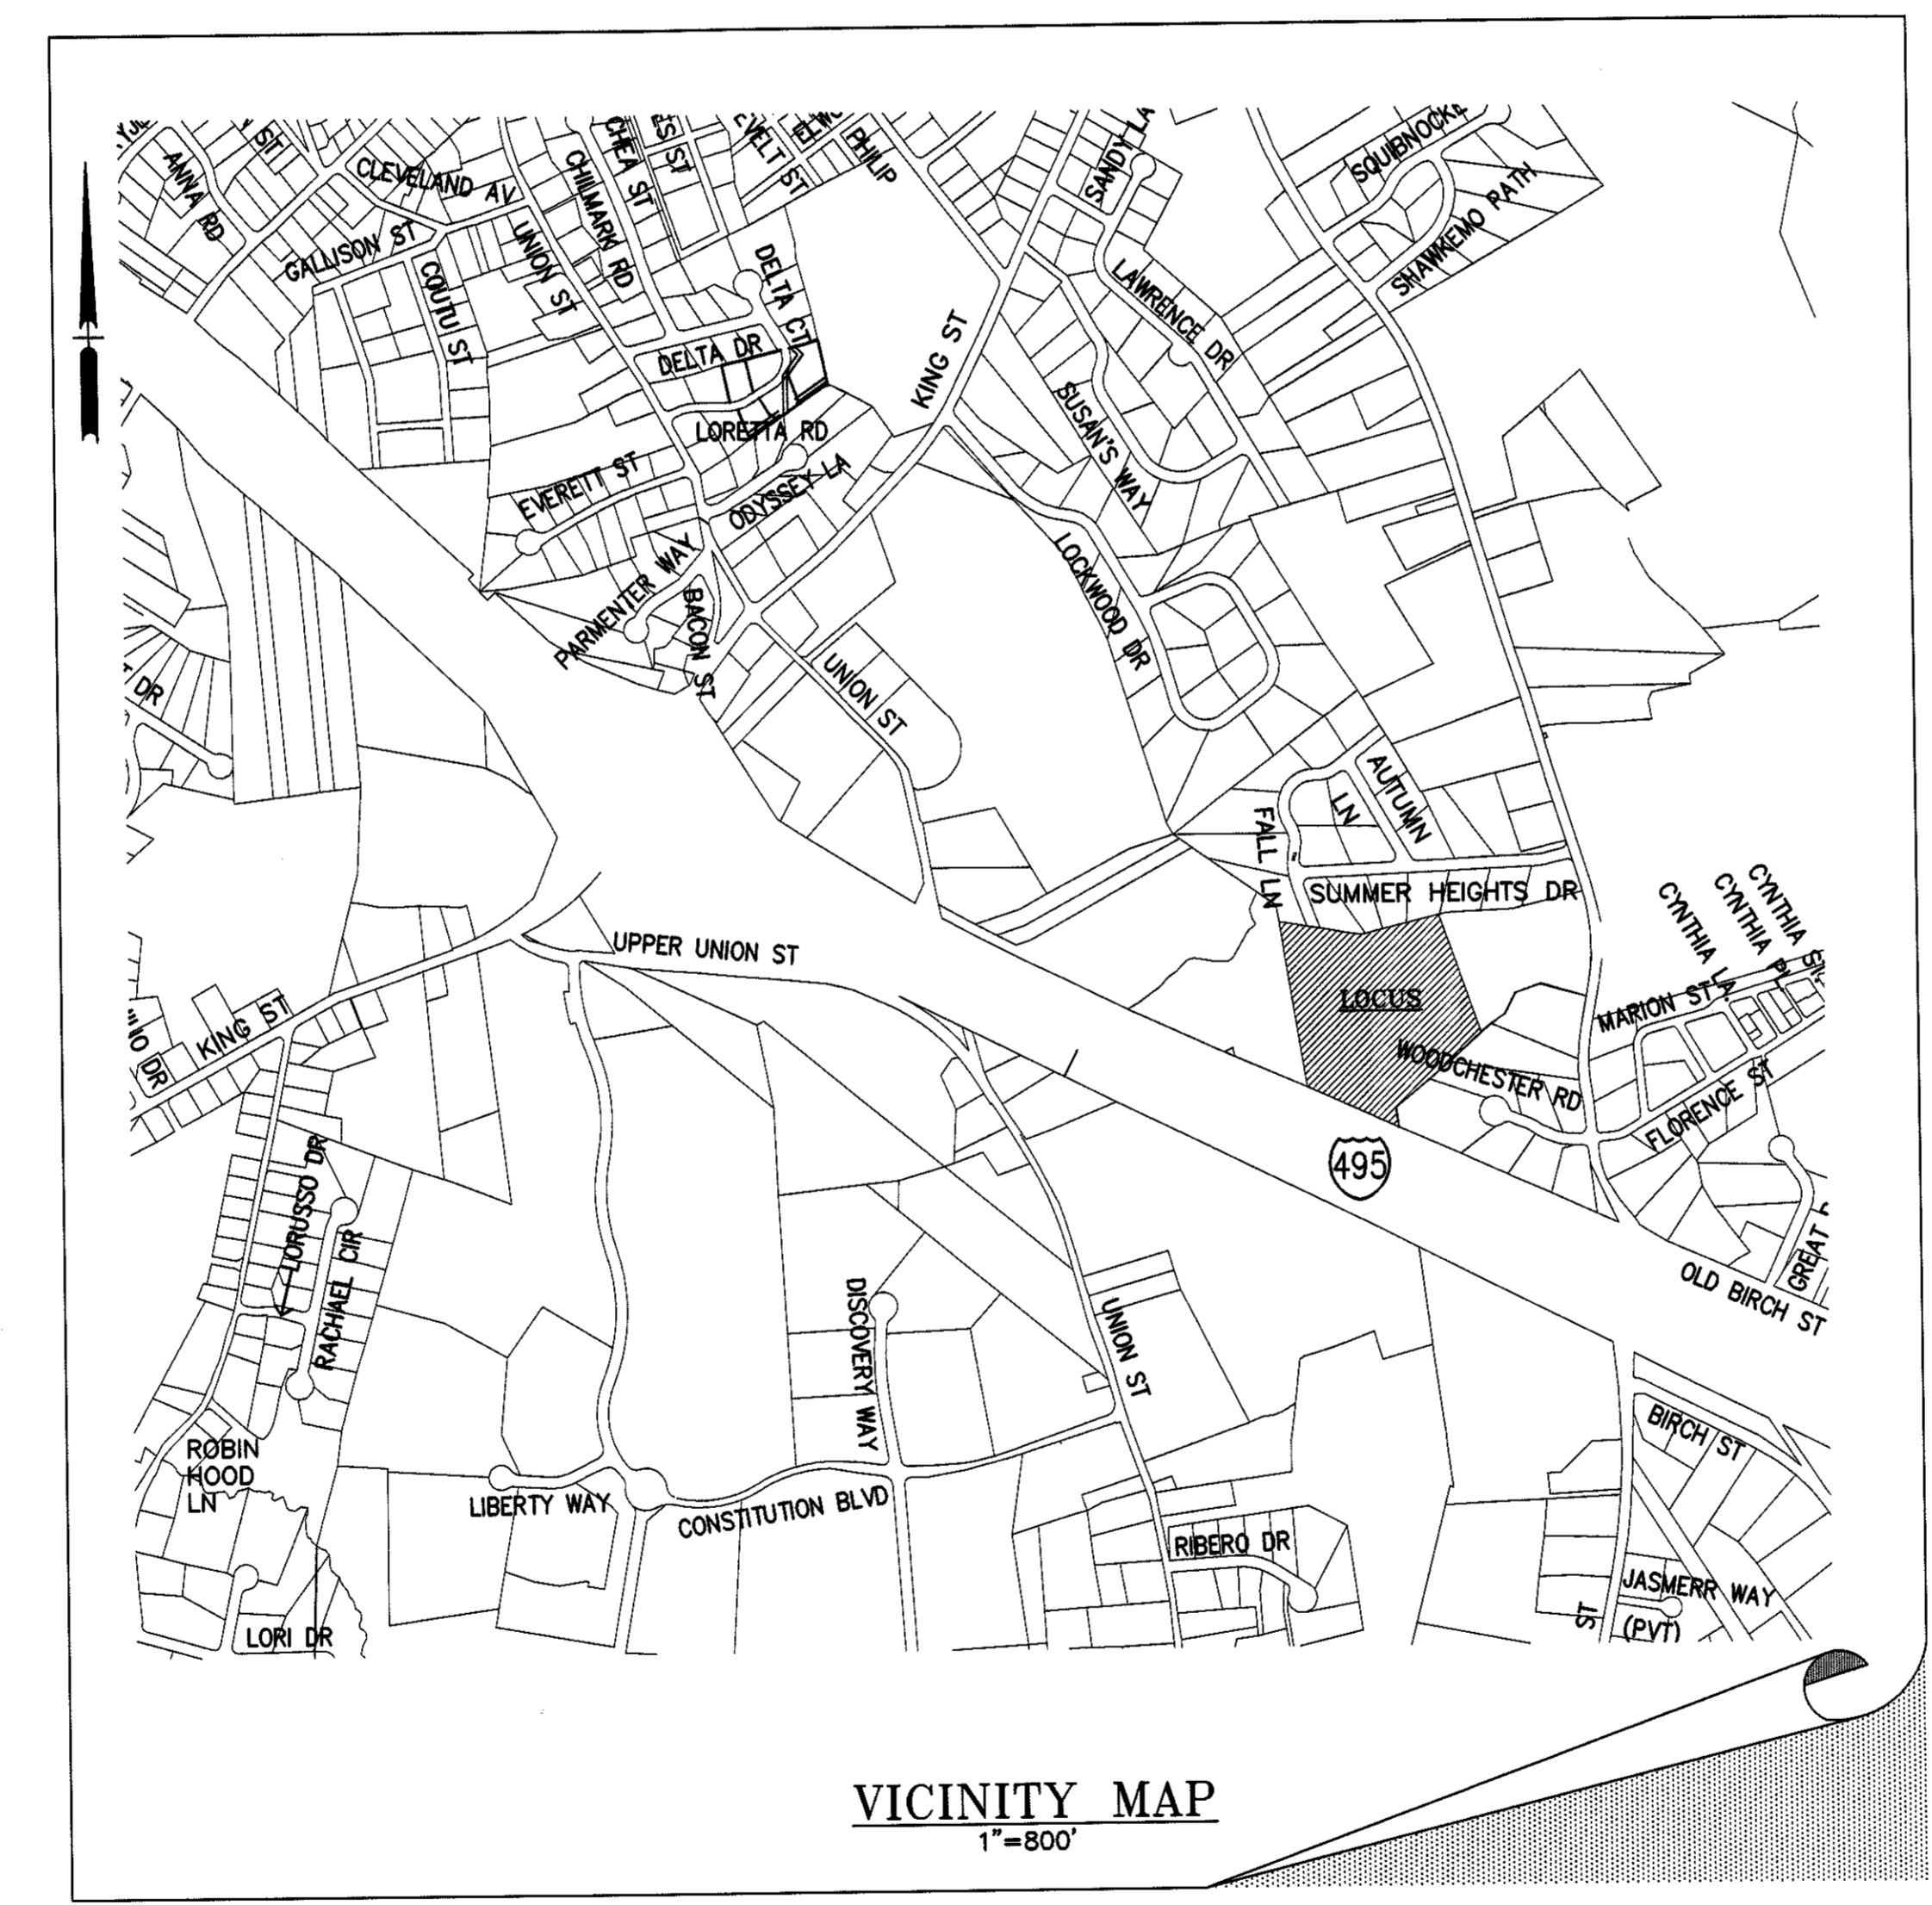 ANNA RD
ST
CLEVELAND AV
GALLISON ST
COUTU ST
UNION ST
CHILMARK RD
CHEA ST
ST
ST
PHILIP
DELTA CT
DELTA DR
LORETTA RD
EVERETT ST
ODYSSEY LA
PARMENTER WAY
BACON ST
UNION ST
KING ST
SANDY LA
LAWRENCE DR
SUSAN'S WAY
LOCKWOOD DR
SHAWKEMO PATH
DR
AUTUMN
LN
FALL LN
SUMMER HEIGHTS DR
CYNTHIA LA.
CYNTHIA PL
CYNTHIA
MARION ST
LOCUS
WOODCHESTER RD
FLORENCE ST
UPPER UNION ST
KING ST
DR
495
LORUSSO DR
RACHAEL CIR
DISCOVERY WAY
UNION ST
GREAT
OLD BIRCH ST
BIRCH ST
ROBIN
HOOD
LN
LIBERTY WAY
CONSTITUTION BLVD
RIBERO DR
JASMERR WAY
(PVT)
ST
LORI DR
VICINITY MAP
1"=800'